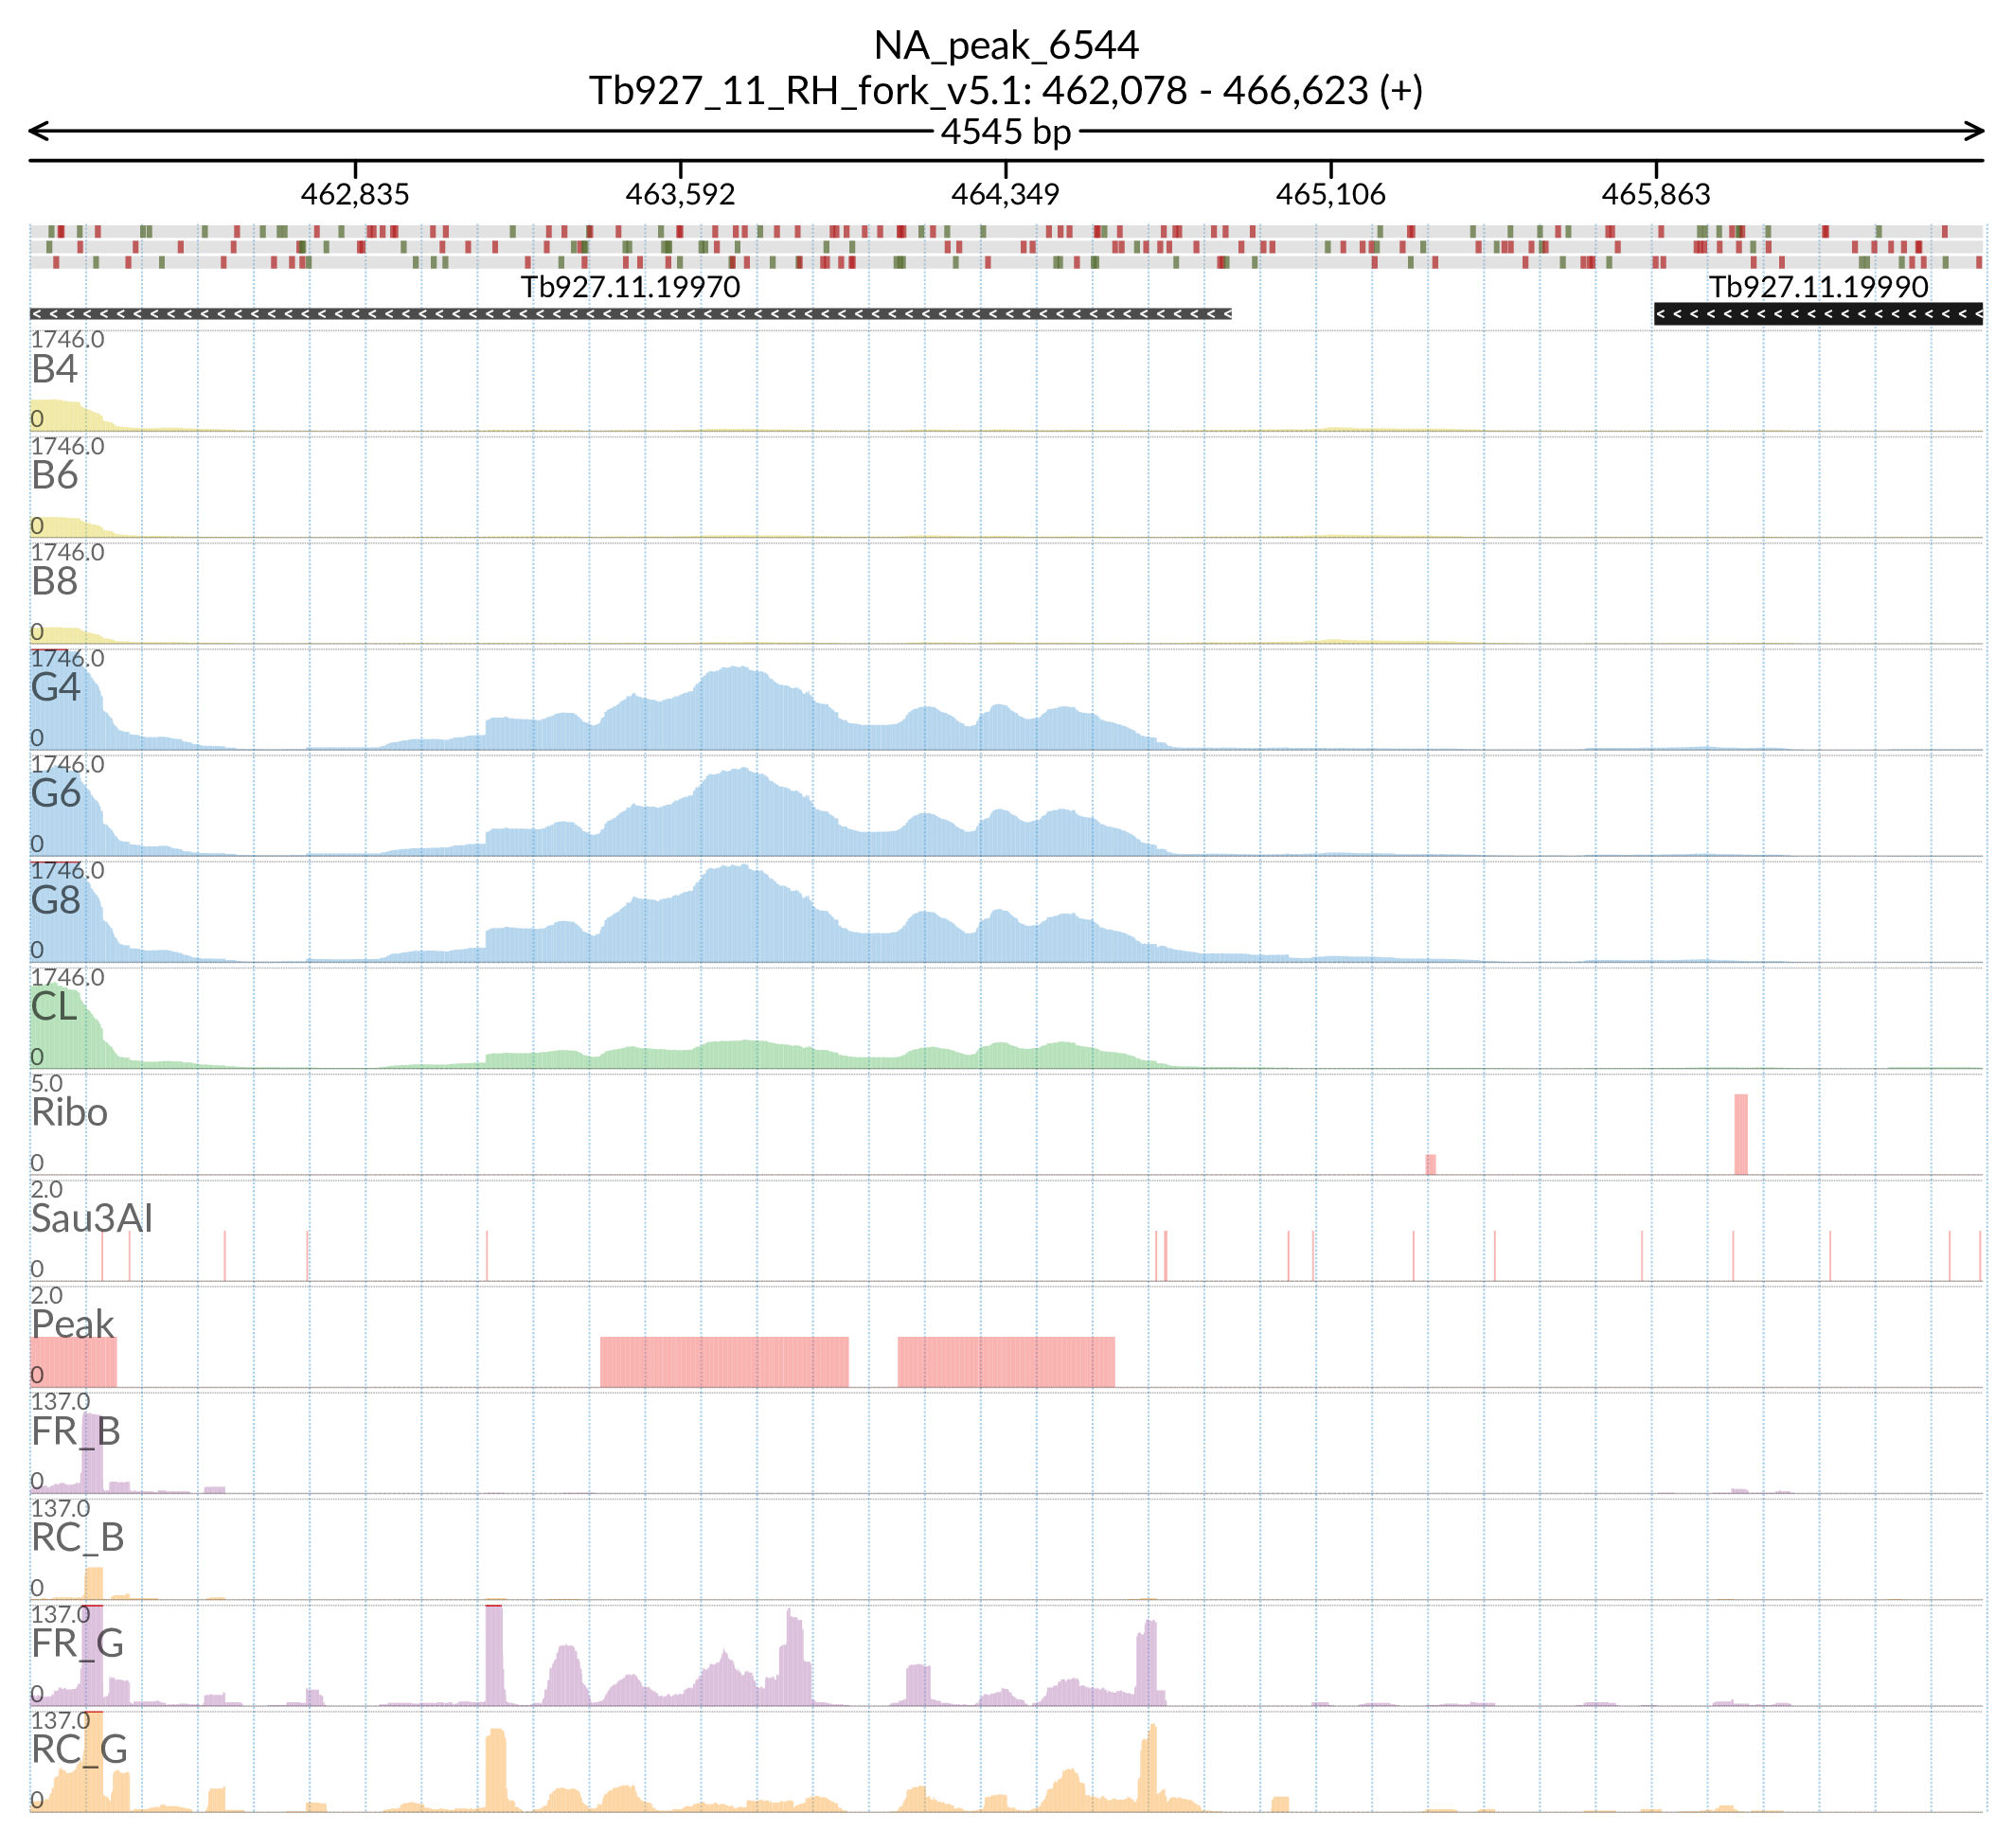 NA_peak_6544
Tb927_11_RH_fork_v5.1: 462,078 - 466,623 (+)
4545 bp
462,835 463,592 464,349 465,106 465,863
Tb927.11.19970 Tb927.11.19990
1746.0
B4
0
1746.0
B6
0
1746.0
B8
0
1746.0
G4
0
1746.0
G6
0
1746.0
G8
0
1746.0
CL
0
5.0
Ribo
0
2.0
Sau3AI
0
2.0
Peak
0
137.0
FR_B
0
137.0
RC_B
0
137.0
FR_G
0
137.0
RC_G
0